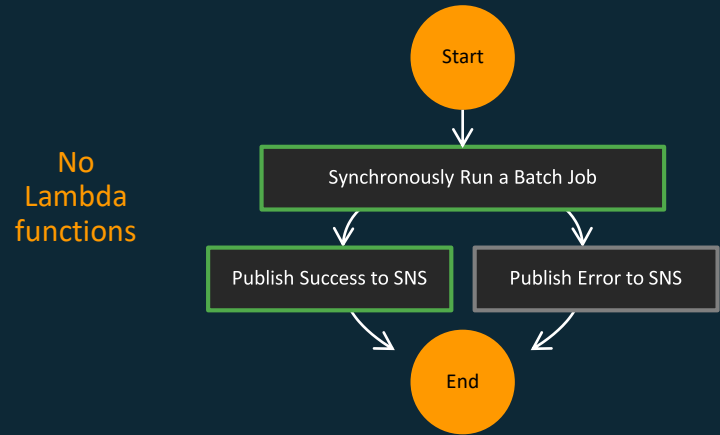 Start
No
Lambda
functions
Synchronously Run a Batch Job
Publish Success to SNS
Publish Error to SNS
End